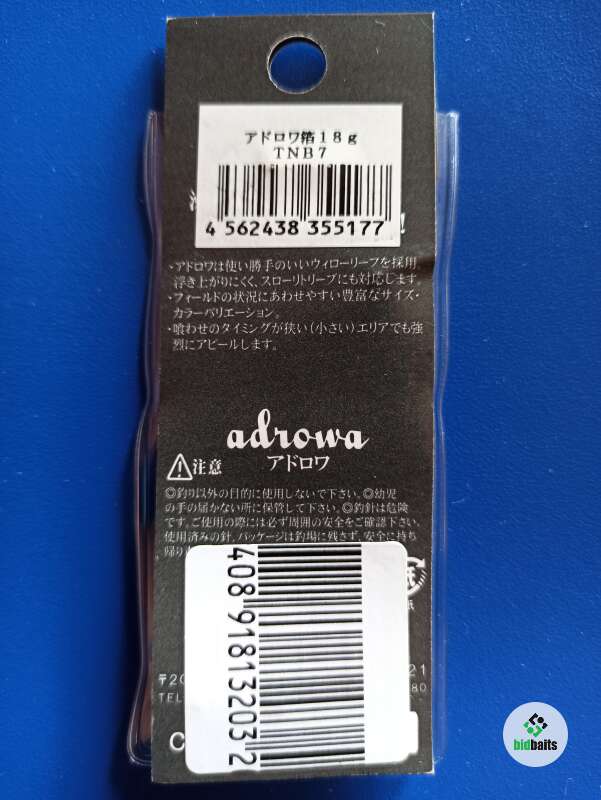 アドロワ箔18g
TNB7
4 562438 355177
・アドロワは使い勝手のいいウィローリーフを採用。
浮き上がりにくく、スローリトリーブにも対応します。
・フィールドの状況にあわせやすい豊富なサイズ・
カラーバリエーション。
・喰わせのタイミングが狭い(小さい)エリアでも強
烈にアピールします。
adrowa
アドロワ
注意
◎釣り以外の目的に使用しないで下さい。◎幼児
の手の届かない所に保管して下さい。◎釣針は危険
です。ご使用の際には必ず周囲の安全をご確認下さい。
使用済みの針、パッケージは釣場に残さず、安全に持ち
帰り
紙
408 918132032
〒20
21
TEL
80
C
bidbaits